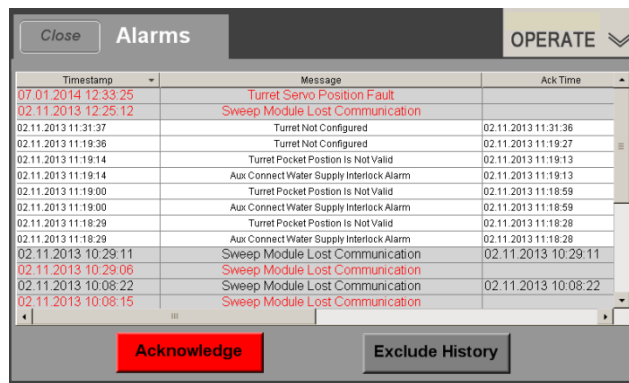 Close Alarms OPERATE
Timestamp Message Ack Time
07.01.2014 12:33:25 Turret Servo Position Fault
02.11.2013 12:25:12 Sweep Module Lost Communication
02.11.2013 11:31:37 Turret Not Configured 02.11.2013 11:31:36
02.11.2013 11:19:36 Turret Not Configured 02.11.2013 11:19:27
02.11.2013 11:19:14 Turret Pocket Postion Is Not Valid 02.11.2013 11:19:13
02.11.2013 11:19:14 Aux Connect Water Supply Interlock Alarm 02.11.2013 11:19:13
02.11.2013 11:19:00 Turret Pocket Postion Is Not Valid 02.11.2013 11:18:59
02.11.2013 11:19:00 Aux Connect Water Supply Interlock Alarm 02.11.2013 11:18:59
02.11.2013 11:18:29 Turret Pocket Postion Is Not Valid 02.11.2013 11:18:28
02.11.2013 11:18:29 Aux Connect Water Supply Interlock Alarm 02.11.2013 11:18:28
02.11.2013 10:29:11 Sweep Module Lost Communication 02.11.2013 10:29:11
02.11.2013 10:29:06 Sweep Module Lost Communication
02.11.2013 10:08:22 Sweep Module Lost Communication 02.11.2013 10:08:22
02.11.2013 10:08:15 Sweep Module Lost Communication
Acknowledge Exclude History